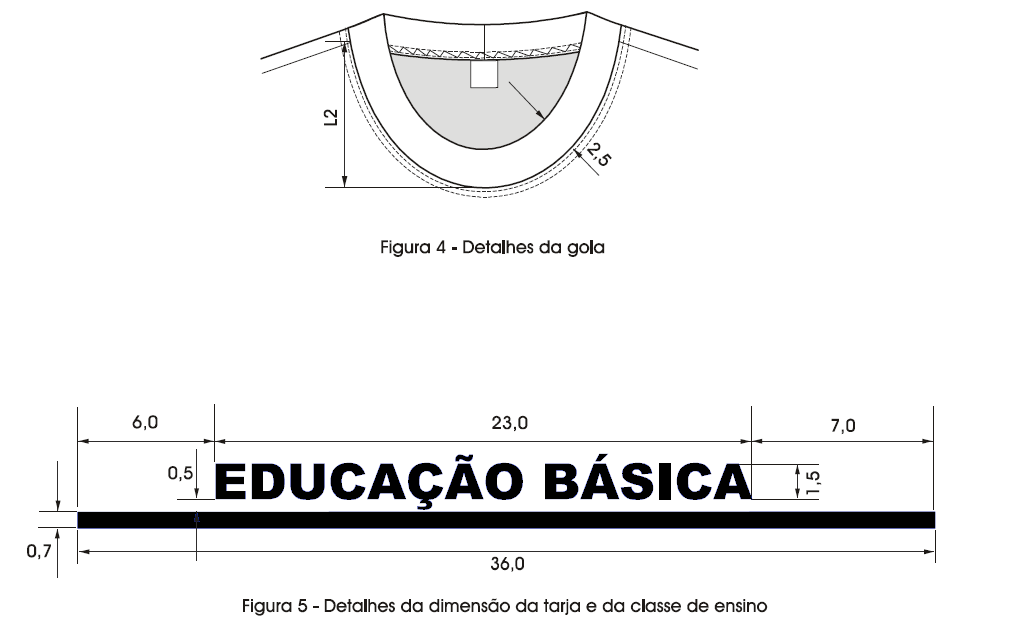 L2
2,5
Figura 4 - Detalhes da gola
6,0
23,0
7,0
0,5
EDUCAÇÃO BÁSICA
1,5
0,7
36,0
Figura 5 - Detalhes da dimensão da tarja e da classe de ensino